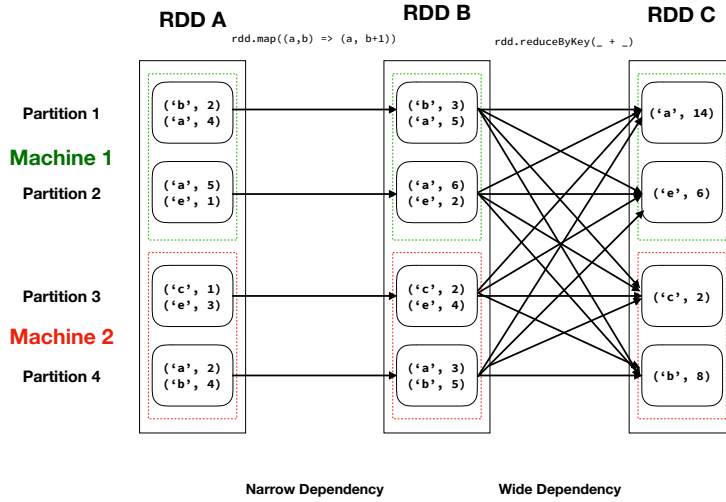 RDD A
RDD B
RDD C
rdd.map((a,b) => (a, b+1))
rdd.reduceByKey(_ + _)
Partition 1
(‘b’, 2)
(‘a’, 4)
(‘b’, 3)
(‘a’, 5)
(‘a’, 14)
Machine 1
Partition 2
(‘a’, 5)
(‘e’, 1)
(‘a’, 6)
(‘e’, 2)
(‘e’, 6)
Partition 3
(‘c’, 1)
(‘e’, 3)
(‘c’, 2)
(‘e’, 4)
(‘c’, 2)
Machine 2
Partition 4
(‘a’, 2)
(‘b’, 4)
(‘a’, 3)
(‘b’, 5)
(‘b’, 8)
Narrow Dependency
Wide Dependency